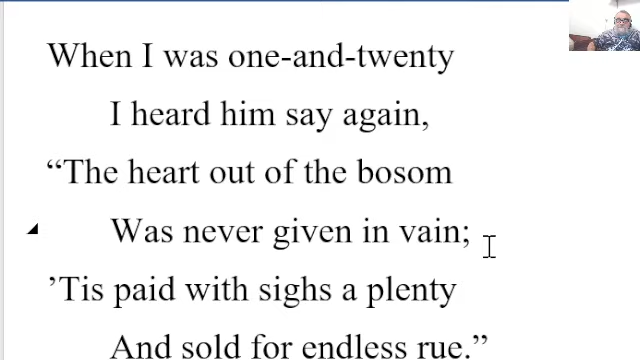 When I was one-and-twenty
I heard him say again,
“The heart out of the bosom
Was never given in vain;
’Tis paid with sighs a plenty
And sold for endless rue.”